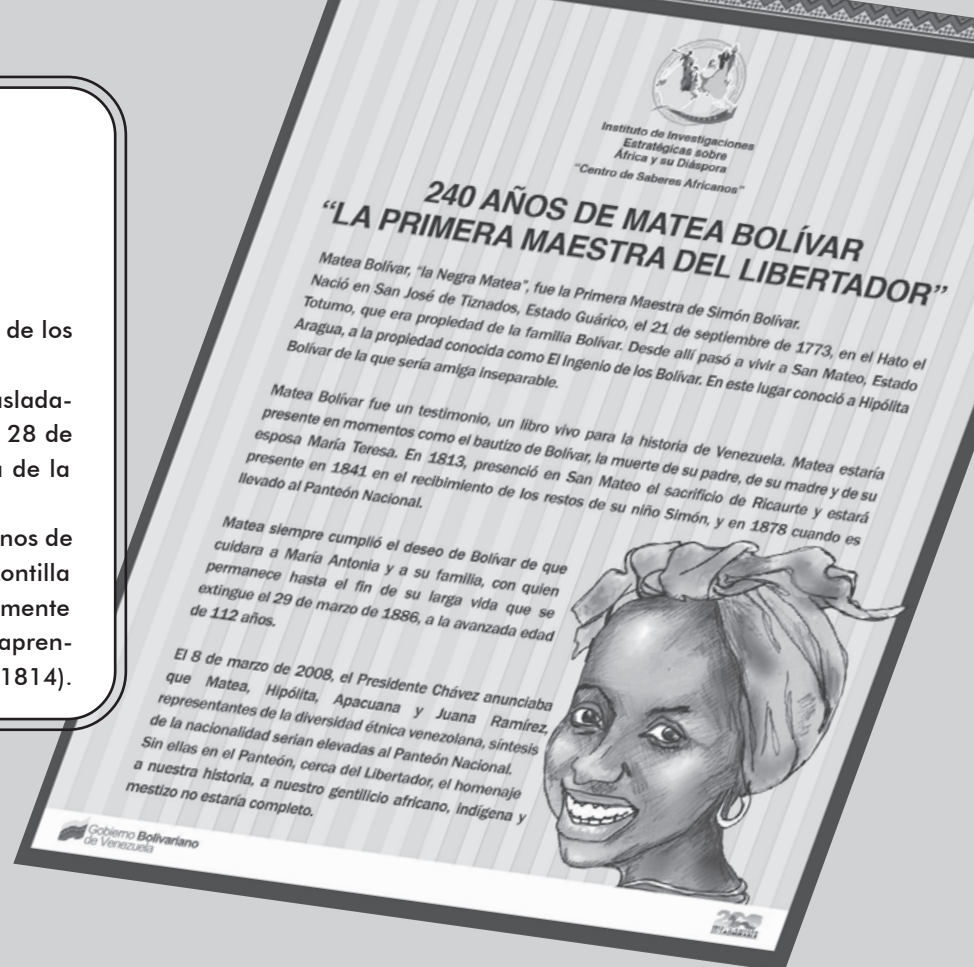 de los
aslada-
28 de
a de la
nos de
ontilla
mente
apren-
1814).
Instituto de Investigaciones
Estratégicas sobre
África y su Diáspora
"Centro de Saberes Africanos"
240 AÑOS DE MATEA BOLÍVAR
“LA PRIMERA MAESTRA DEL LIBERTADOR”
Matea Bolívar, "la Negra Matea", fue la Primera Maestra de Simón Bolívar.
Nació en San José de Tiznados, Estado Guárico, el 21 de septiembre de 1773, en el Hato el
Totumo, que era propiedad de la familia Bolívar. Desde allí pasó a vivir a San Mateo, Estado
Aragua, a la propiedad conocida como El Ingenio de los Bolívar. En este lugar conoció a Hipólita
Bolívar de la que sería amiga inseparable.
Matea Bolívar fue un testimonio, un libro vivo para la historia de Venezuela. Matea estaría
presente en momentos como el bautizo de Bolívar, la muerte de su padre, de su madre y de su
esposa María Teresa. En 1813, presenció en San Mateo el sacrificio de Ricaurte y estará
presente en 1841 en el recibimiento de los restos de su niño Simón, y en 1878 cuando es
llevado al Panteón Nacional.
Matea siempre cumplió el deseo de Bolívar de que
cuidara a María Antonia y a su familia, con quien
permanece hasta el fin de su larga vida que se
extingue el 29 de marzo de 1886, a la avanzada edad
de 112 años.
El 8 de marzo de 2008, el Presidente Chávez anunciaba
que Matea, Hipólita, Apacuana y Juana Ramírez,
representantes de la diversidad étnica venezolana, síntesis
de la nacionalidad serían elevadas al Panteón Nacional.
Sin ellas en el Panteón, cerca del Libertador, el homenaje
a nuestra historia, a nuestro gentilicio africano, indígena y
mestizo no estaría completo.
Gobierno Bolivariano
de Venezuela